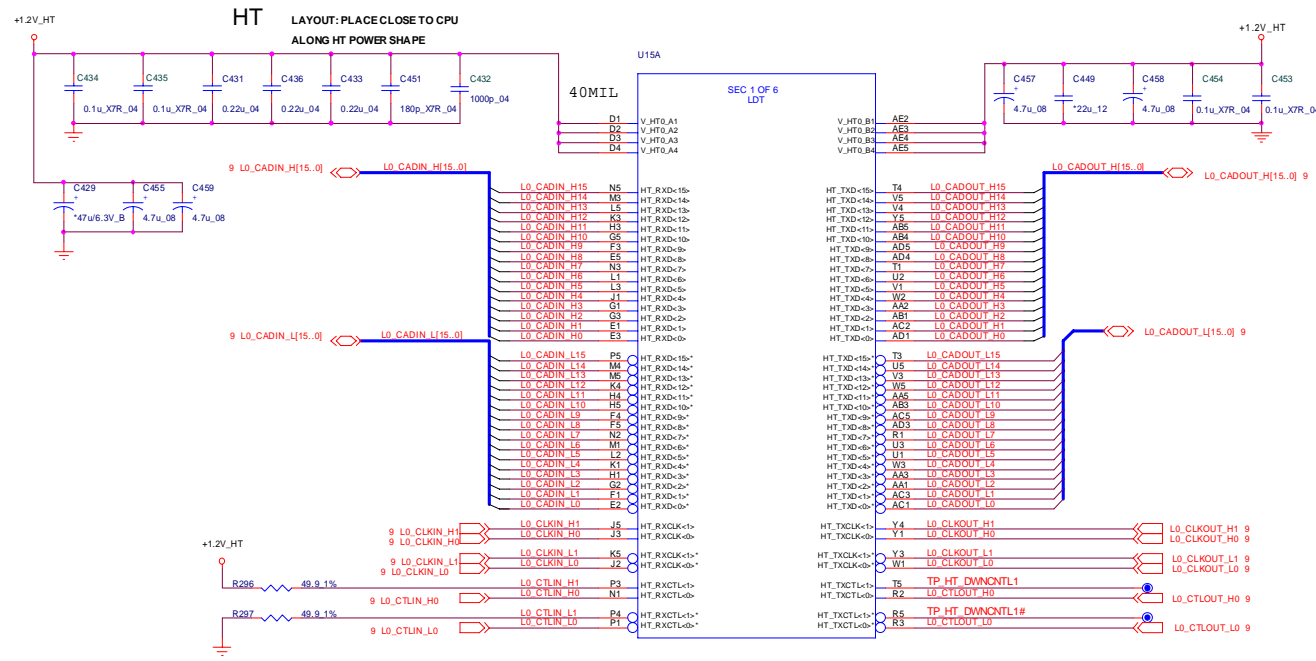 HT
LAYOUT: PLACE CLOSE TO CPU
ALONG HT POWER SHAPE
+1.2V_HT
+1.2V_HT
C434
0.1u_X7R_04
C435
0.1u_X7R_04
C431
0.22u_04
C436
0.22u_04
C433
0.22u_04
C451
180p_X7R_04
C432
1000p_04
C457
4.7u_08
C449
*22u_12
C458
4.7u_08
C454
0.1u_X7R_04
C453
0.1u_X7R_04
C429
*47u/6.3V_B
C455
4.7u_08
C459
4.7u_08
40MIL
U15A
SEC 1 OF 6
LDT
D1 V_HT0_A1 V_HT0_B1 AE2
D2 V_HT0_A2 V_HT0_B2 AE3
D3 V_HT0_A3 V_HT0_B3 AE4
D4 V_HT0_A4 V_HT0_B4 AE5
9 L0_CADIN_H[15..0] L0_CADIN_H[15..0] L0_CADOUT_H[15..0] L0_CADOUT_H[15..0] 9
L0_CADIN_H15 N5 HT_RXD<15> HT_TXD<15> T4 L0_CADOUT_H15
L0_CADIN_H14 M3 HT_RXD<14> HT_TXD<14> V5 L0_CADOUT_H14
L0_CADIN_H13 L5 HT_RXD<13> HT_TXD<13> V4 L0_CADOUT_H13
L0_CADIN_H12 K3 HT_RXD<12> HT_TXD<12> Y5 L0_CADOUT_H12
L0_CADIN_H11 H3 HT_RXD<11> HT_TXD<11> AB5 L0_CADOUT_H11
L0_CADIN_H10 G5 HT_RXD<10> HT_TXD<10> AB4 L0_CADOUT_H10
L0_CADIN_H9 F3 HT_RXD<9> HT_TXD<9> AD5 L0_CADOUT_H9
L0_CADIN_H8 E5 HT_RXD<8> HT_TXD<8> AD4 L0_CADOUT_H8
L0_CADIN_H7 N3 HT_RXD<7> HT_TXD<7> T1 L0_CADOUT_H7
L0_CADIN_H6 L1 HT_RXD<6> HT_TXD<6> U2 L0_CADOUT_H6
L0_CADIN_H5 L3 HT_RXD<5> HT_TXD<5> V1 L0_CADOUT_H5
L0_CADIN_H4 J1 HT_RXD<4> HT_TXD<4> W2 L0_CADOUT_H4
L0_CADIN_H3 G1 HT_RXD<3> HT_TXD<3> AA2 L0_CADOUT_H3
L0_CADIN_H2 G3 HT_RXD<2> HT_TXD<2> AB1 L0_CADOUT_H2
L0_CADIN_H1 E1 HT_RXD<1> HT_TXD<1> AC2 L0_CADOUT_H1
L0_CADIN_H0 E3 HT_RXD<0> HT_TXD<0> AD1 L0_CADOUT_H0
9 L0_CADIN_L[15..0] L0_CADIN_L[15..0] L0_CADOUT_L[15..0] 9
L0_CADIN_L15 P5 HT_RXD<15>* HT_TXD<15>* T3 L0_CADOUT_L15
L0_CADIN_L14 M4 HT_RXD<14>* HT_TXD<14>* U5 L0_CADOUT_L14
L0_CADIN_L13 M5 HT_RXD<13>* HT_TXD<13>* V3 L0_CADOUT_L13
L0_CADIN_L12 K4 HT_RXD<12>* HT_TXD<12>* W5 L0_CADOUT_L12
L0_CADIN_L11 H4 HT_RXD<11>* HT_TXD<11>* AA5 L0_CADOUT_L11
L0_CADIN_L10 H5 HT_RXD<10>* HT_TXD<10>* AB3 L0_CADOUT_L10
L0_CADIN_L9 F4 HT_RXD<9>* HT_TXD<9>* AC5 L0_CADOUT_L9
L0_CADIN_L8 F5 HT_RXD<8>* HT_TXD<8>* AD3 L0_CADOUT_L8
L0_CADIN_L7 N2 HT_RXD<7>* HT_TXD<7>* R1 L0_CADOUT_L7
L0_CADIN_L6 M1 HT_RXD<6>* HT_TXD<6>* U3 L0_CADOUT_L6
L0_CADIN_L5 L2 HT_RXD<5>* HT_TXD<5>* U1 L0_CADOUT_L5
L0_CADIN_L4 K1 HT_RXD<4>* HT_TXD<4>* W3 L0_CADOUT_L4
L0_CADIN_L3 H1 HT_RXD<3>* HT_TXD<3>* AA3 L0_CADOUT_L3
L0_CADIN_L2 G2 HT_RXD<2>* HT_TXD<2>* AA1 L0_CADOUT_L2
L0_CADIN_L1 F1 HT_RXD<1>* HT_TXD<1>* AC3 L0_CADOUT_L1
L0_CADIN_L0 E2 HT_RXD<0>* HT_TXD<0>* AC1 L0_CADOUT_L0
9 L0_CLKIN_H1 L0_CLKIN_H1 J5 HT_RXCLK<1> HT_TXCLK<1> Y4 L0_CLKOUT_H1 L0_CLKOUT_H1 9
9 L0_CLKIN_H0 L0_CLKIN_H0 J3 HT_RXCLK<0> HT_TXCLK<0> Y1 L0_CLKOUT_H0 L0_CLKOUT_H0 9
9 L0_CLKIN_L1 L0_CLKIN_L1 K5 HT_RXCLK<1>* HT_TXCLK<1>* Y3 L0_CLKOUT_L1 L0_CLKOUT_L1 9
9 L0_CLKIN_L0 L0_CLKIN_L0 J2 HT_RXCLK<0>* HT_TXCLK<0>* W1 L0_CLKOUT_L0 L0_CLKOUT_L0 9
+1.2V_HT
R296 49.9_1% L0_CTLIN_H1 P3 HT_RXCTL<1> HT_TXCTL<1> T5 TP_HT_DWNCNTL1
9 L0_CTLIN_H0 L0_CTLIN_H0 N1 HT_RXCTL<0> HT_TXCTL<0> R2 L0_CTLOUT_H0 L0_CTLOUT_H0 9
R297 49.9_1% L0_CTLIN_L1 P4 HT_RXCTL<1>* HT_TXCTL<1>* R5 TP_HT_DWNCNTL1#
9 L0_CTLIN_L0 L0_CTLIN_L0 P1 HT_RXCTL<0>* HT_TXCTL<0>* R3 L0_CTLOUT_L0 L0_CTLOUT_L0 9